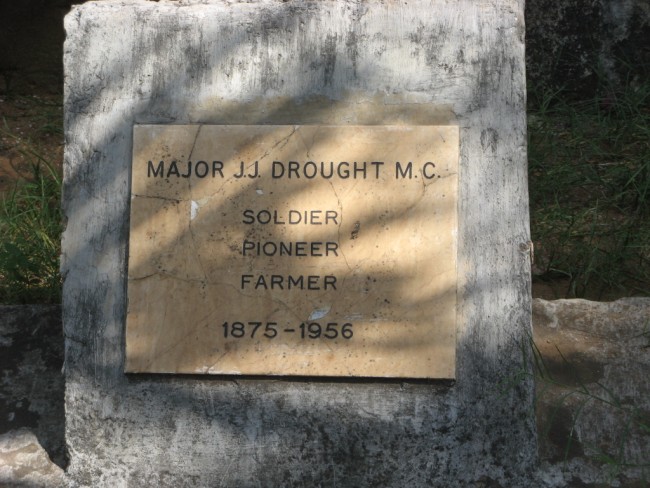 MAJOR J.J. DROUGHT M.C.
SOLDIER
PIONEER
FARMER
1875-1956